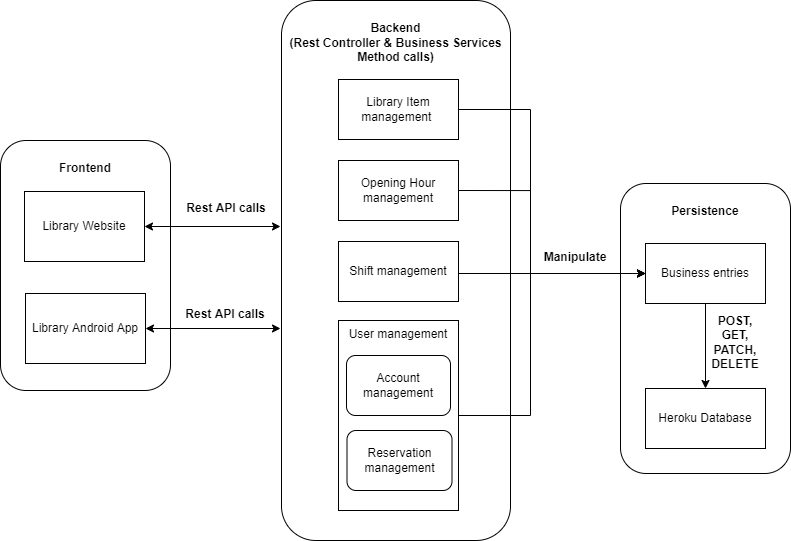 Frontend
Library Website
Library Android App
Rest API calls
Rest API calls
Backend
(Rest Controller & Business Services
Method calls)
Library Item
management
Opening Hour
management
Shift management
User management
Account
management
Reservation
management
Manipulate
Persistence
Business entries
POST,
GET,
PATCH,
DELETE
Heroku Database